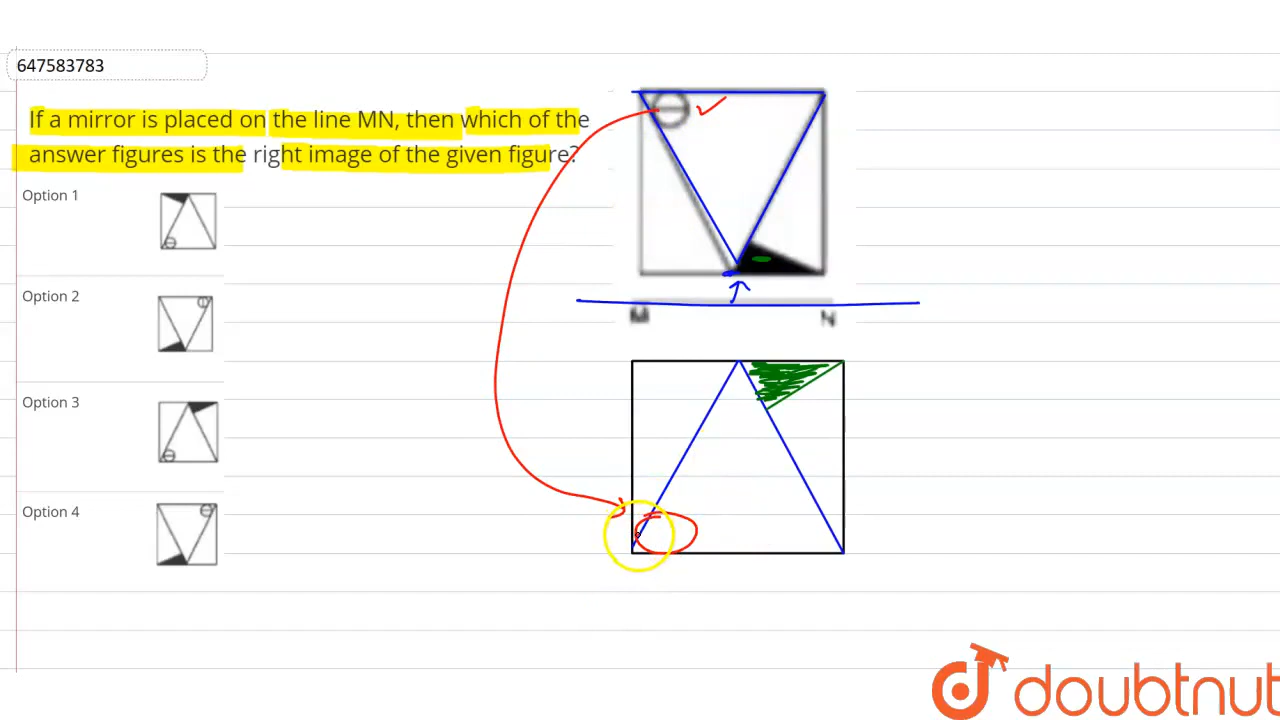 647583783
If a mirror is placed on the line MN, then which of the
answer figures is the right image of the given figure?
Option 1
Option 2
Option 3
Option 4
M
N
doubtnut